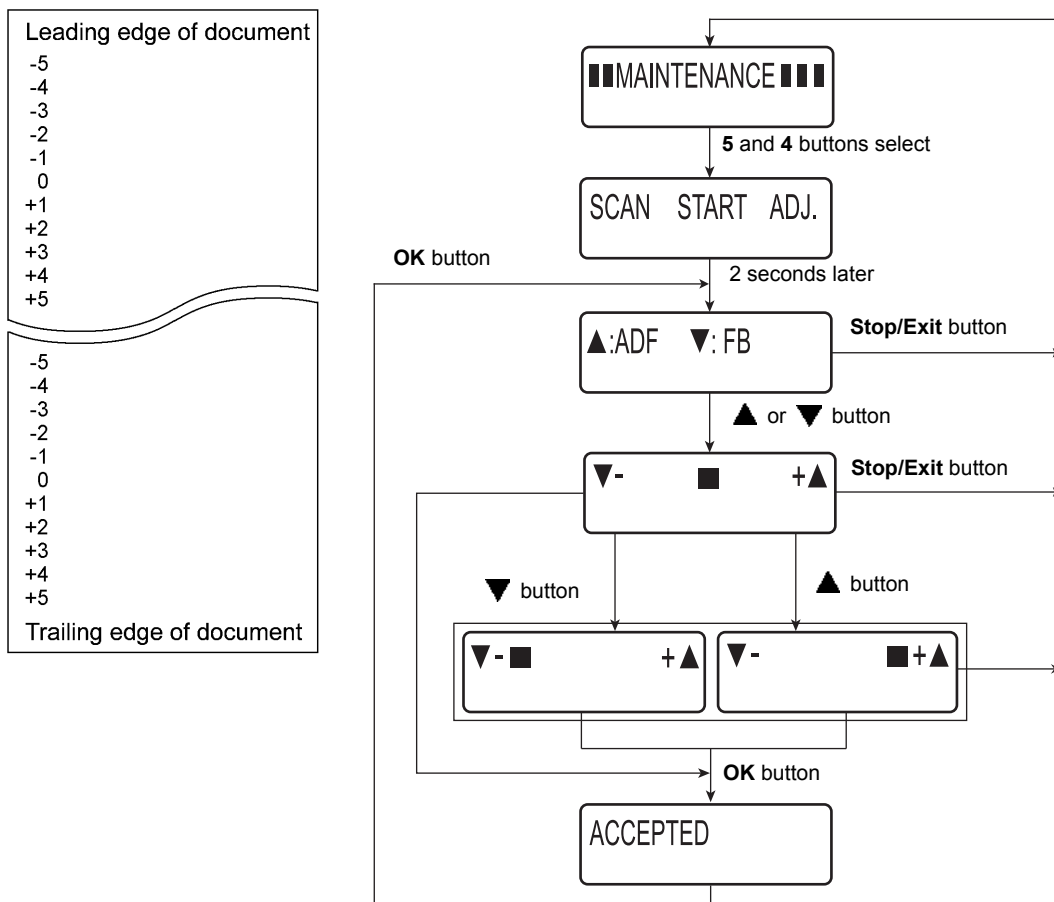 Leading edge of document
-5
-4
-3
-2
-1
0
+1
+2
+3
+4
+5
-5
-4
-3
-2
-1
0
+1
+2
+3
+4
+5
Trailing edge of document
▮▮MAINTENANCE▮▮▮
5 and 4 buttons select
SCAN START ADJ.
OK button
2 seconds later
▲:ADF ▼: FB
Stop/Exit button
▲ or ▼ button
▼- ■ +▲
Stop/Exit button
▼ button
▲ button
▼-■ +▲
▼- ■+▲
OK button
ACCEPTED